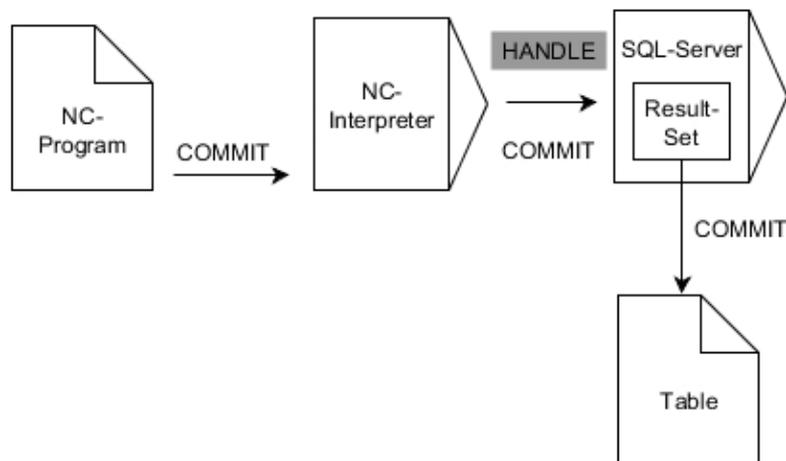 NC-
Program
COMMIT
NC-
Interpreter
HANDLE
COMMIT
SQL-Server
Result-
Set
COMMIT
Table